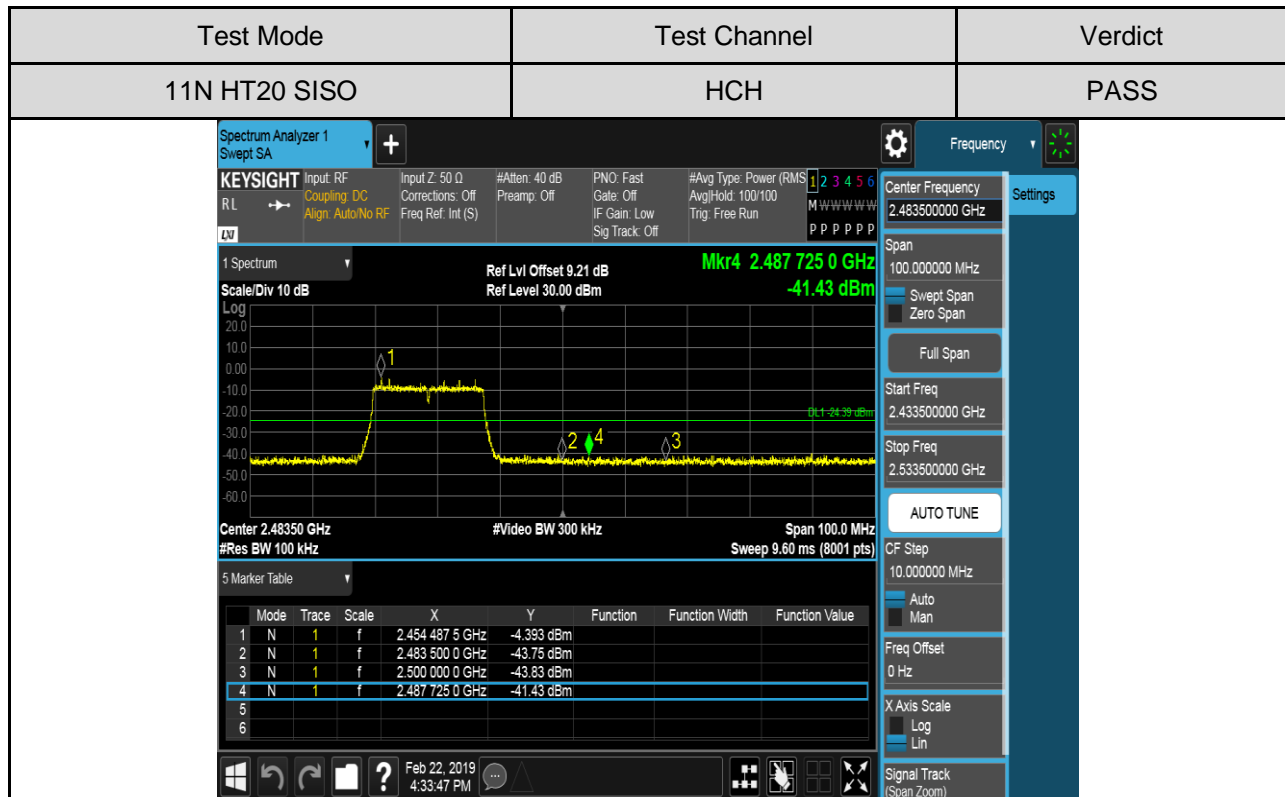 Test Mode Test Channel Verdict
11N HT20 SISO HCH PASS
Spectrum Analyzer 1
Swept SA
+
Frequency
KEYSIGHT Input: RF Input Z: 50 Ω #Atten: 40 dB PNO: Fast #Avg Type: Power (RMS 1 2 3 4 5 6
RL Coupling: DC Corrections: Off Preamp: Off Gate: Off Avg|Hold: 100/100 M W W W W W
Align: Auto/No RF Freq Ref: Int (S) IF Gain: Low Trig: Free Run
LXI Sig Track: Off P P P P P P
1 Spectrum Ref Lvl Offset 9.21 dB Mkr4 2.487 725 0 GHz
Scale/Div 10 dB Ref Level 30.00 dBm -41.43 dBm
Log
20.0
10.0
0.00
-10.0
-20.0
-30.0
-40.0
-50.0
-60.0
1
DL1 -24.39 dBm
2 4 3
Center 2.48350 GHz #Video BW 300 kHz Span 100.0 MHz
#Res BW 100 kHz Sweep 9.60 ms (8001 pts)
5 Marker Table
Mode Trace Scale X Y Function Function Width Function Value
1 N 1 f 2.454 487 5 GHz -4.393 dBm
2 N 1 f 2.483 500 0 GHz -43.75 dBm
3 N 1 f 2.500 000 0 GHz -43.83 dBm
4 N 1 f 2.487 725 0 GHz -41.43 dBm
5
6
?
Feb 22, 2019
4:33:47 PM
Center Frequency
2.483500000 GHz
Settings
Span
100.000000 MHz
Swept Span
Zero Span
Full Span
Start Freq
2.433500000 GHz
Stop Freq
2.533500000 GHz
AUTO TUNE
CF Step
10.000000 MHz
Auto
Man
Freq Offset
0 Hz
X Axis Scale
Log
Lin
Signal Track
(Span Zoom)